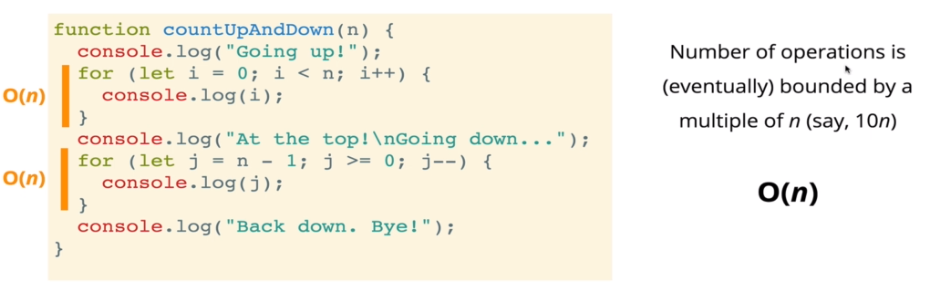 function countUpAndDown(n) {
console.log("Going up!");
for (let i = 0; i < n; i++) {
console.log(i);
}
console.log("At the top!\nGoing down...");
for (let j = n - 1; j >= 0; j--) {
console.log(j);
}
console.log("Back down. Bye!");
}
O(n)
O(n)
Number of operations is
(eventually) bounded by a
multiple of n (say, 10n)
O(n)